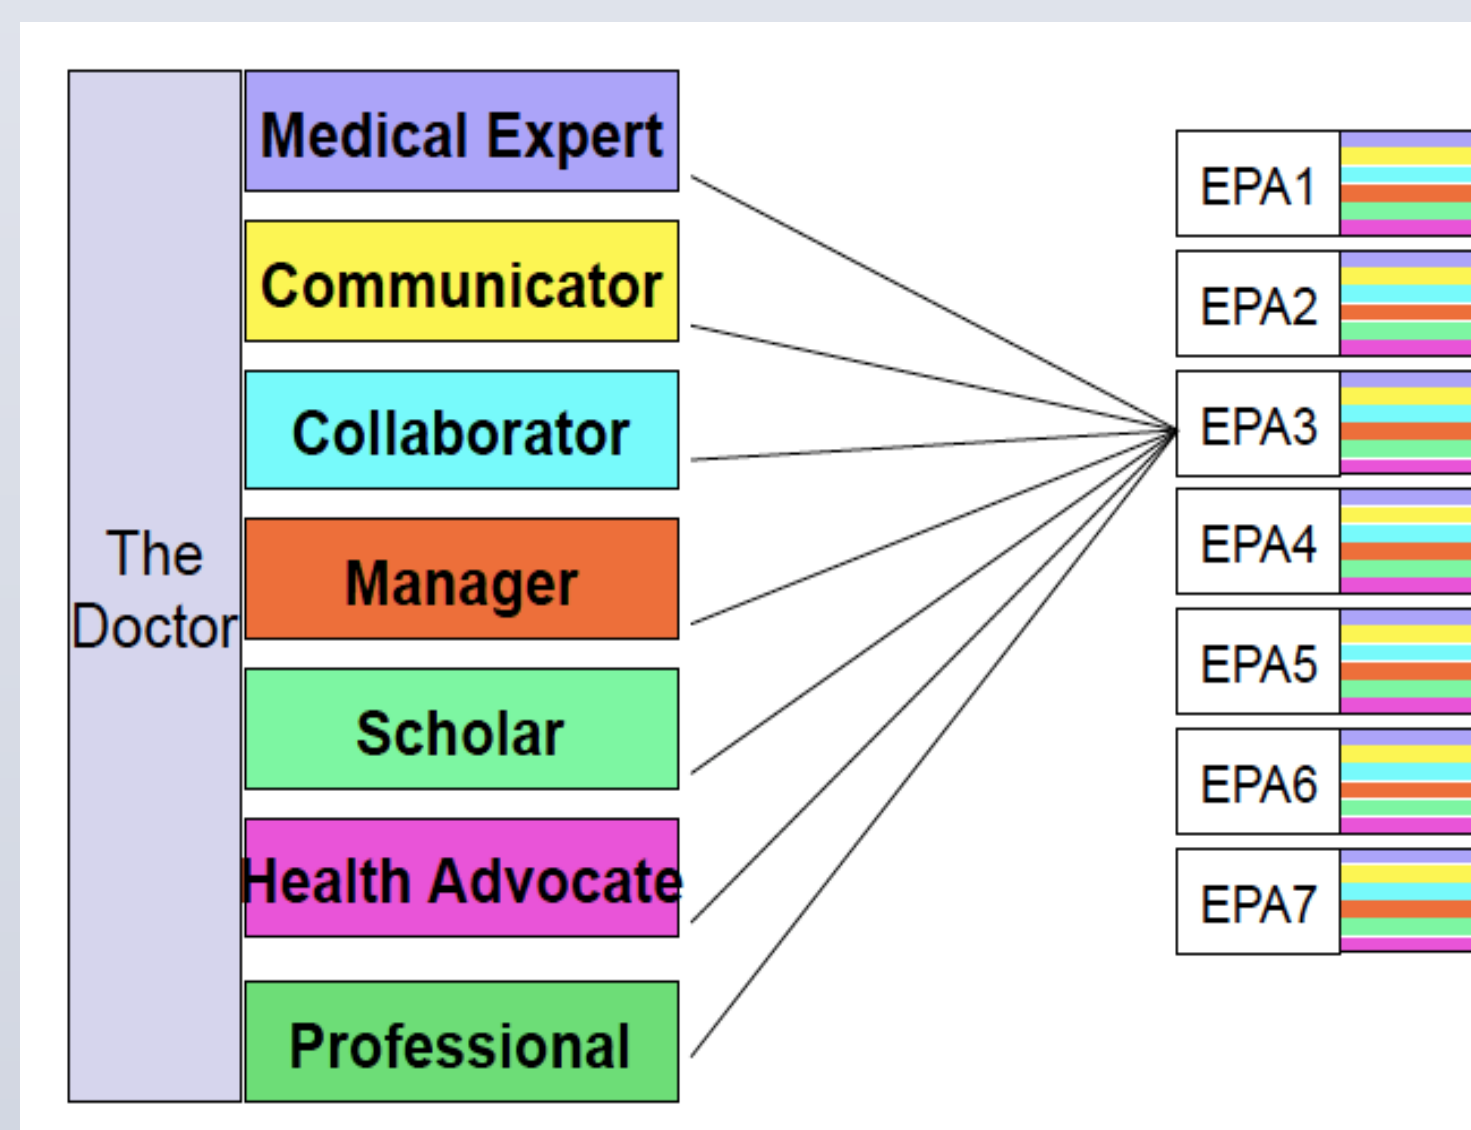 The
Doctor
Medical Expert
Communicator
Collaborator
Manager
Scholar
Health Advocate
Professional
EPA1
EPA2
EPA3
EPA4
EPA5
EPA6
EPA7